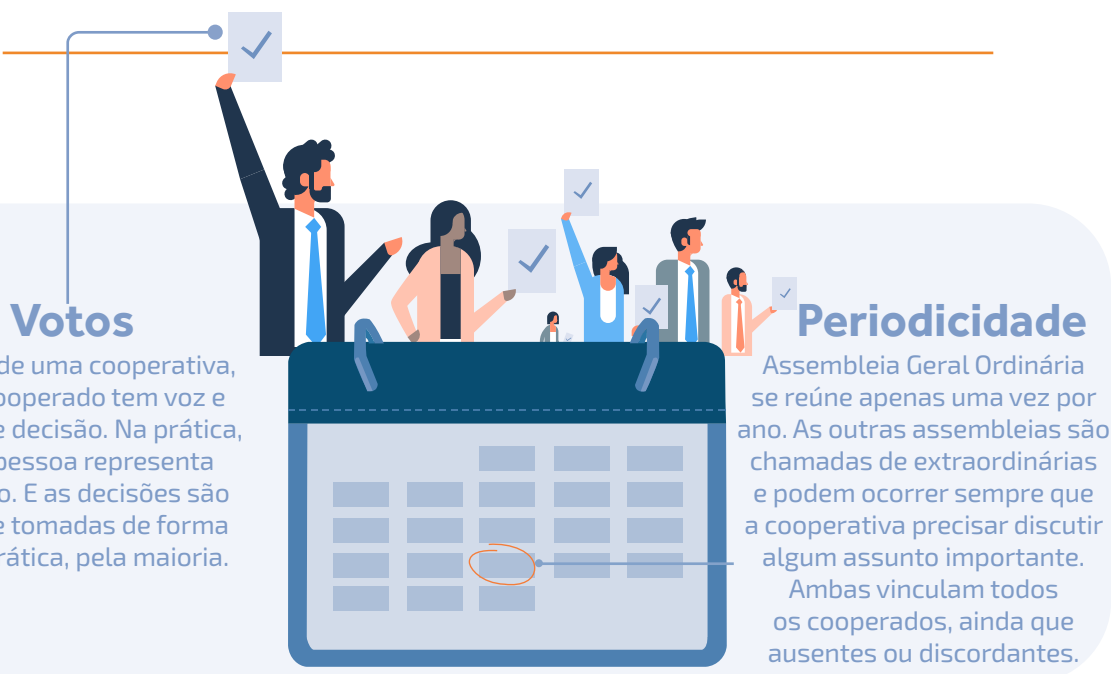 Votos
de uma cooperativa,
tem voz e
decisão. Na prática,
pessoa representa
E as decisões são
tomadas de forma
pela maioria.
Periodicidade
Assembleia Geral Ordinária
se reúne apenas uma vez por
ano. As outras assembleias são
chamadas de extraordinárias
e podem ocorrer sempre que
a cooperativa precisar discutir
algum assunto importante.
Ambas vinculam todos
os cooperados, ainda que
ausentes ou discordantes.